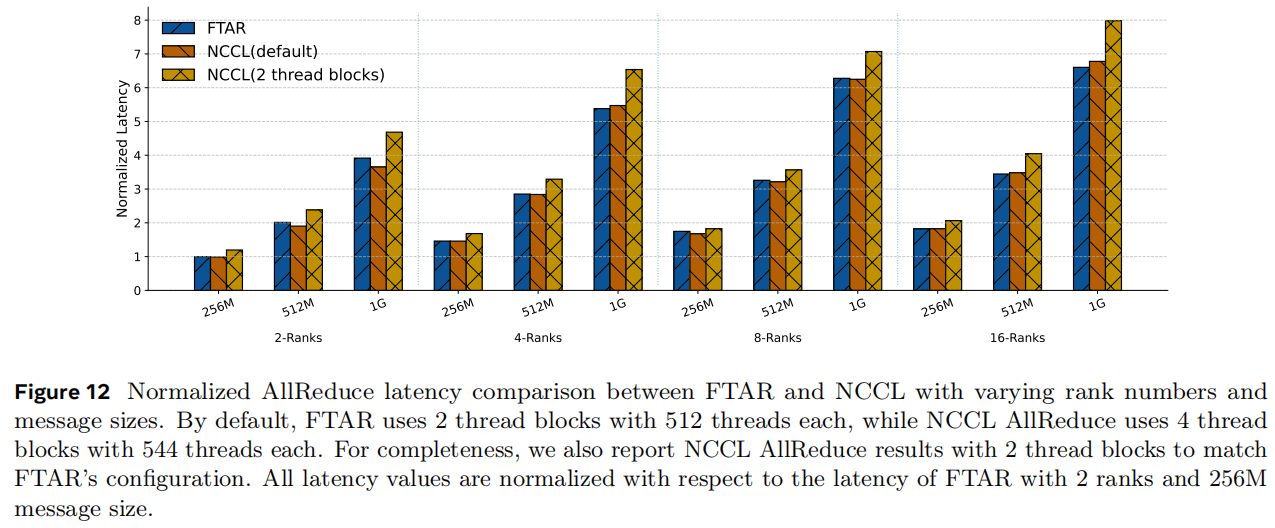 8
7
6
5
4
3
2
1
0
Normalized Latency
FTAR
NCCL(default)
NCCL(2 thread blocks)
256M 512M 1G 256M 512M 1G 256M 512M 1G 256M 512M 1G
2-Ranks 4-Ranks 8-Ranks 16-Ranks
Figure 12 Normalized AllReduce latency comparison between FTAR and NCCL with varying rank numbers and
message sizes. By default, FTAR uses 2 thread blocks with 512 threads each, while NCCL AllReduce uses 4 thread
blocks with 544 threads each. For completeness, we also report NCCL AllReduce results with 2 thread blocks to match
FTAR's configuration. All latency values are normalized with respect to the latency of FTAR with 2 ranks and 256M
message size.